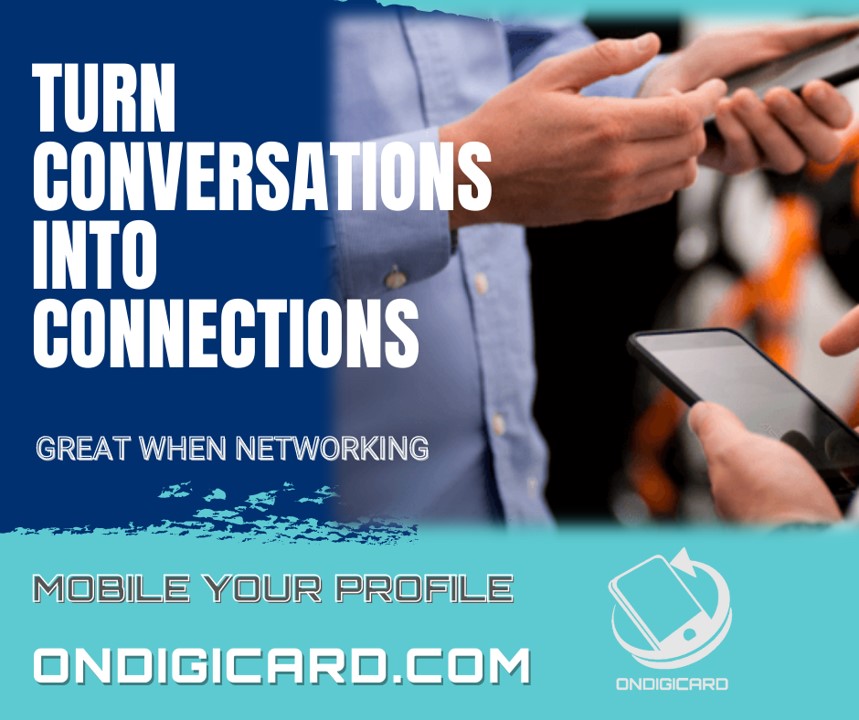 TURN
CONVERSATIONS
INTO
CONNECTIONS
GREAT WHEN NETWORKING
MOBILE YOUR PROFILE
ONDIGICARD.COM
ONDIGICARD